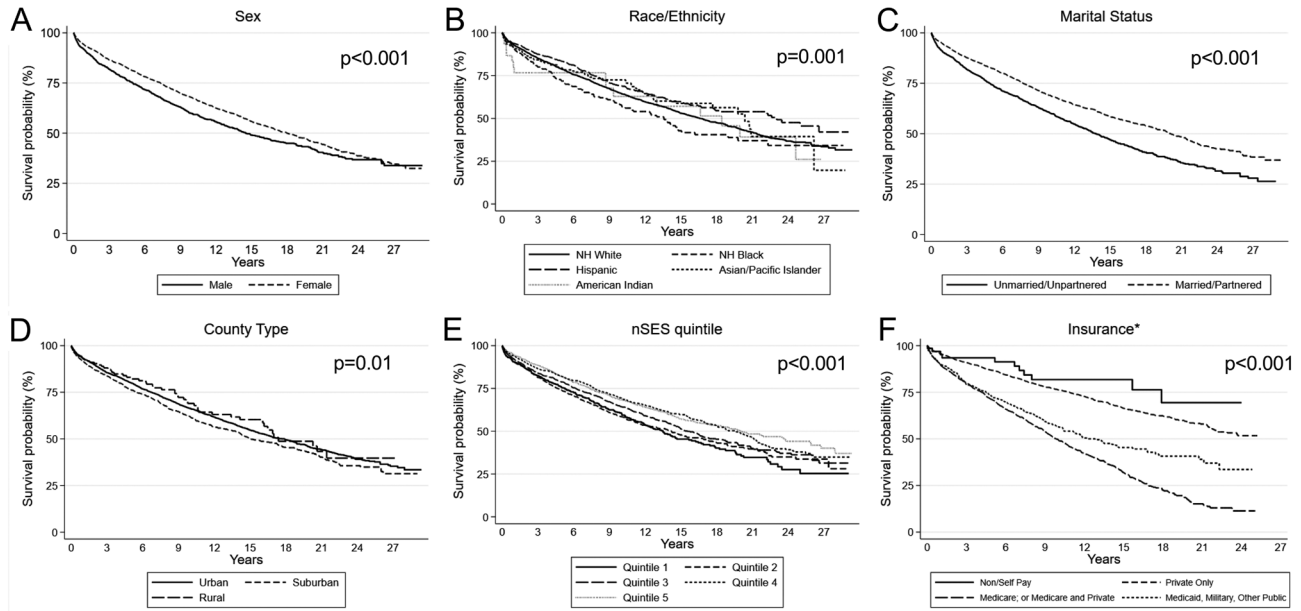 A
Sex
p<0.001
Survival probability (%)
100
75
50
25
0
0 3 6 9 12 15 18 21 24 27
Years
Male Female
B
Race/Ethnicity
p=0.001
Survival probability (%)
100
75
50
25
0
0 3 6 9 12 15 18 21 24 27
Years
NH White NH Black
Hispanic Asian/Pacific Islander
American Indian
C
Marital Status
p<0.001
Survival probability (%)
100
75
50
25
0
0 3 6 9 12 15 18 21 24 27
Years
Unmarried/Unpartnered Married/Partnered
D
County Type
p=0.01
Survival probability (%)
100
75
50
25
0
0 3 6 9 12 15 18 21 24 27
Years
Urban Suburban
Rural
E
nSES quintile
p<0.001
Survival probability (%)
100
75
50
25
0
0 3 6 9 12 15 18 21 24 27
Years
Quintile 1 Quintile 2
Quintile 3 Quintile 4
Quintile 5
F
Insurance*
p<0.001
Survival probability (%)
100
75
50
25
0
0 3 6 9 12 15 18 21 24 27
Years
Non/Self Pay Private Only
Medicare; or Medicare and Private Medicaid, Military, Other Public